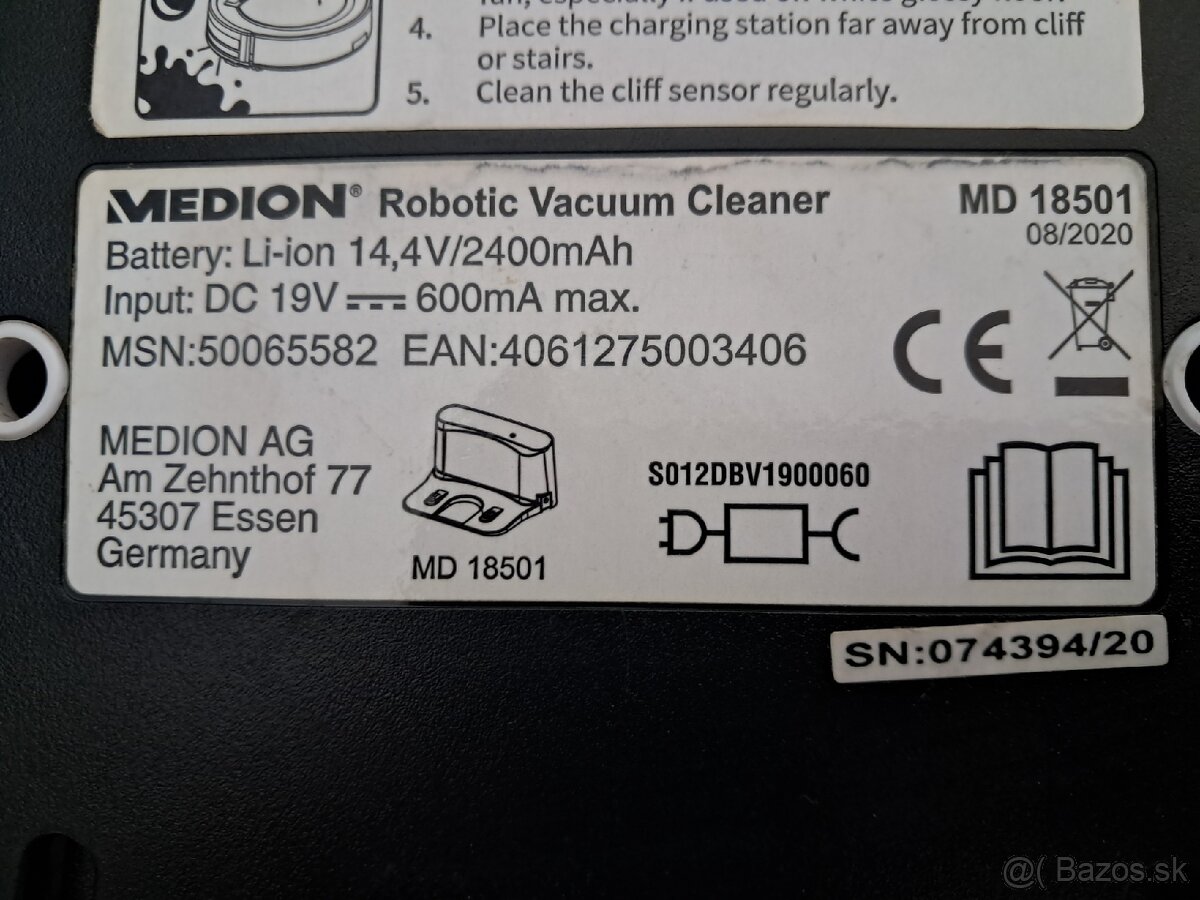 4. Place the charging station far away from cliff
or stairs.
5. Clean the cliff sensor regularly.
MEDION® Robotic Vacuum Cleaner MD 18501
08/2020
Battery: Li-ion 14,4V/2400mAh
Input: DC 19V 600mA max.
MSN:50065582 EAN:4061275003406
CE
MEDION AG
Am Zehnthof 77
45307 Essen
Germany
MD 18501
S012DBV1900060
SN:074394/20
@( Bazos.sk